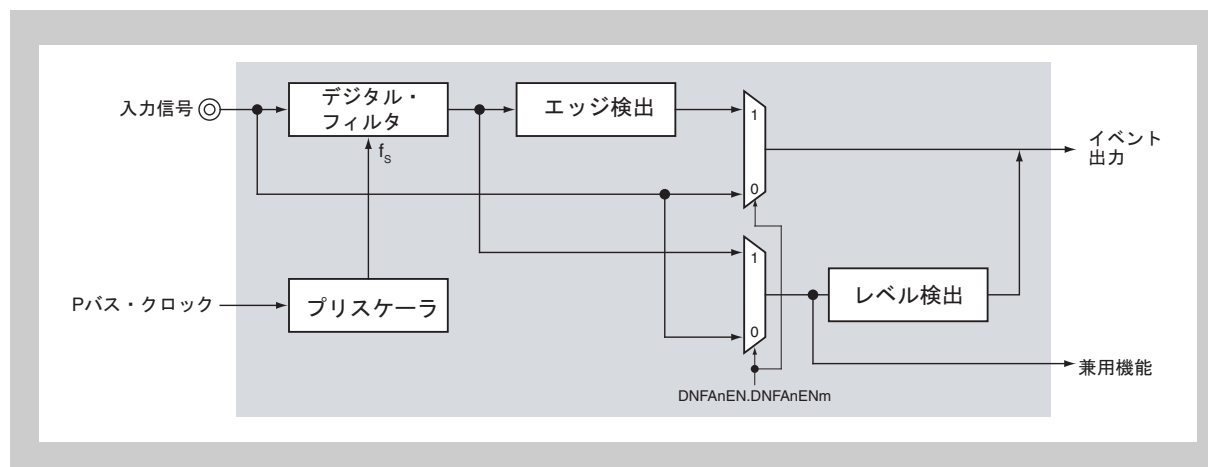 入力信号
デジタル・
フィルタ
エッジ検出
1
0
イベント
出力
fS
Pバス・クロック
プリスケーラ
1
0
レベル検出
兼用機能
DNFAnEN.DNFAnENm